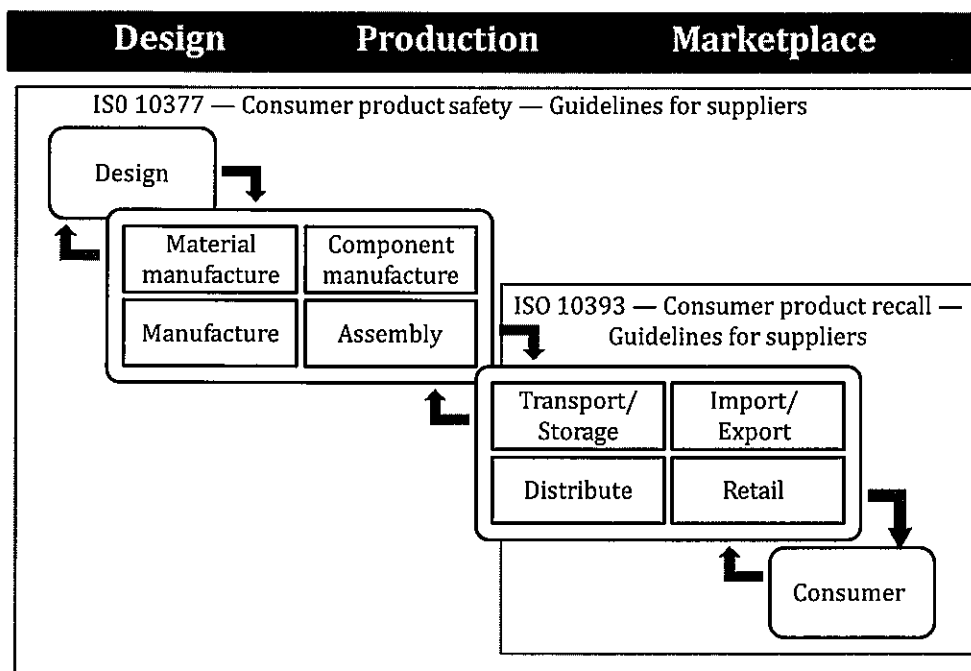 Design Production Marketplace
IS0 10377 — Consumer product safety — Guidelines for suppliers
Design
Material
manufacture
Component
manufacture
Manufacture
Assembly
ISO 10393 — Consumer product recall —
Guidelines for suppliers
Transport/
Storage
Import/
Export
Distribute
Retail
Consumer